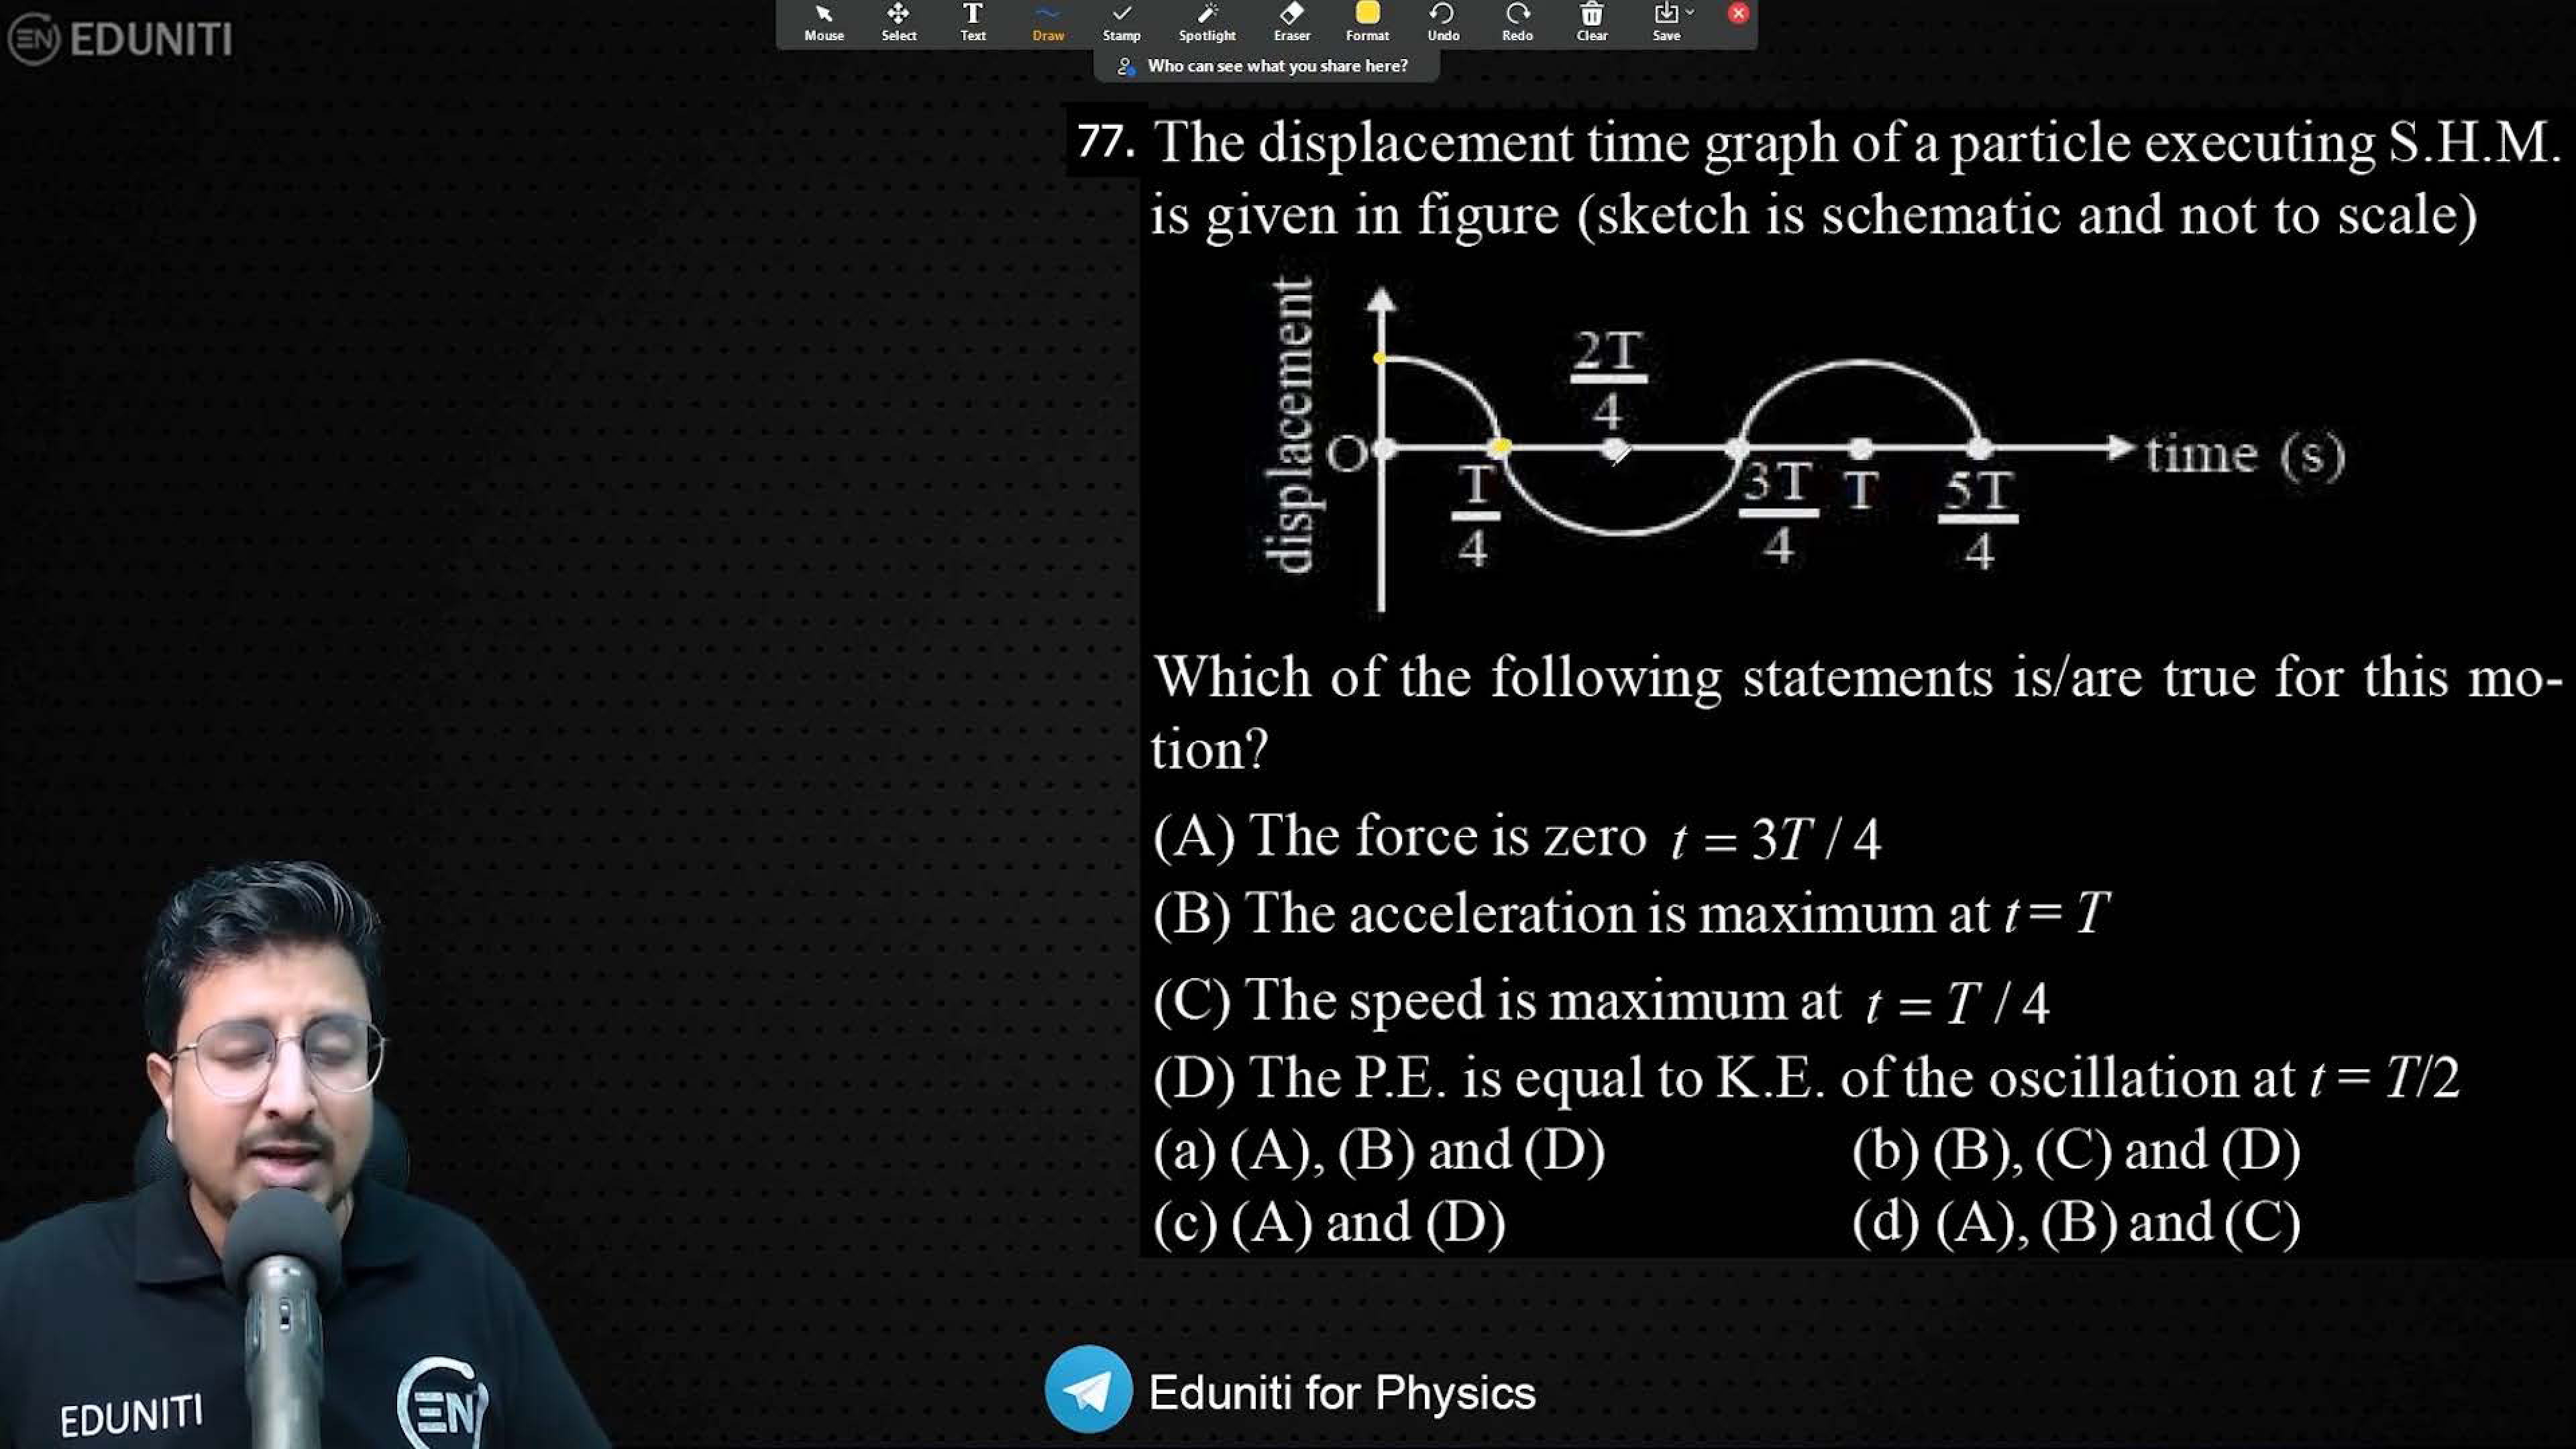 EN EDUNITI
Mouse Select Text Draw Stamp Spotlight Eraser Format Undo Redo Clear Save
Who can see what you share here?
77. The displacement time graph of a particle executing S.H.M.
is given in figure (sketch is schematic and not to scale)
displacement
O
T/4
2T/4
3T/4
T
5T/4
time (s)
Which of the following statements is/are true for this mo-
tion?
(A) The force is zero t = 3T / 4
(B) The acceleration is maximum at t = T
(C) The speed is maximum at t = T / 4
(D) The P.E. is equal to K.E. of the oscillation at t = T/2
(a) (A), (B) and (D) (b) (B), (C) and (D)
(c) (A) and (D) (d) (A), (B) and (C)
EDUNITI
EN
Eduniti for Physics